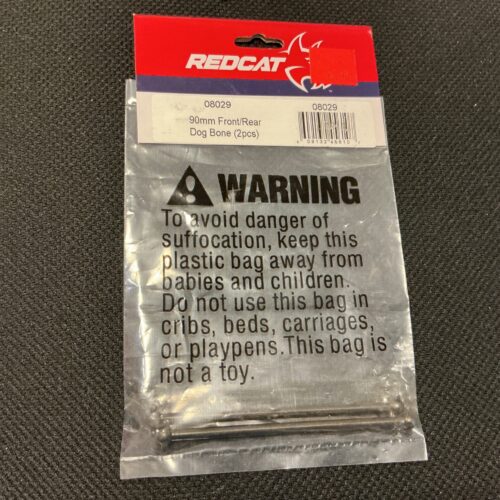 REDCAT
08029
90mm Front/Rear
Dog Bone (2pcs)
08029
WARNING
To avoid danger of
suffocation, keep this
plastic bag away from
babies and children.
Do not use this bag in
cribs, beds, carriages,
or playpens. This bag is
not a toy.